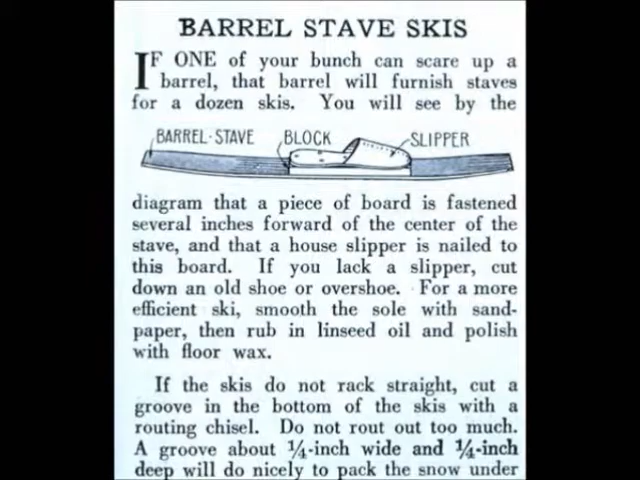 BARREL STAVE SKIS
IF ONE of your bunch can scare up a
barrel, that barrel will furnish staves
for a dozen skis. You will see by the
BARREL-STAVE BLOCK SLIPPER
diagram that a piece of board is fastened
several inches forward of the center of the
stave, and that a house slipper is nailed to
this board. If you lack a slipper, cut
down an old shoe or overshoe. For a more
efficient ski, smooth the sole with sand-
paper, then rub in linseed oil and polish
with floor wax.
If the skis do not rack straight, cut a
groove in the bottom of the skis with a
routing chisel. Do not rout out too much.
A groove about ¼-inch wide and ¼-inch
deep will do nicely to pack the snow under